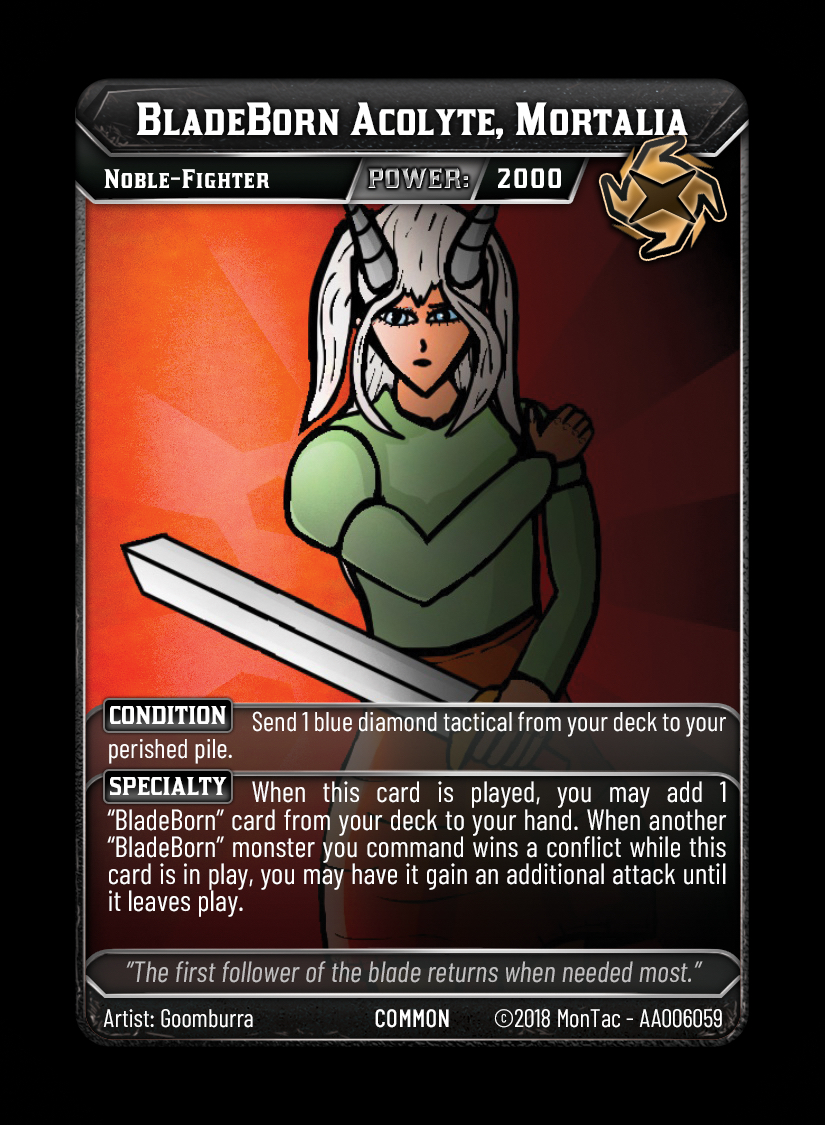 BladeBorn Acolyte, Mortalia
Noble-Fighter POWER: 2000
CONDITION Send 1 blue diamond tactical from your deck to your
perished pile.
SPECIALTY When this card is played, you may add 1
“BladeBorn” card from your deck to your hand. When another
“BladeBorn” monster you command wins a conflict while this
card is in play, you may have it gain an additional attack until
it leaves play.
“The first follower of the blade returns when needed most.”
Artist: Goomburra COMMON ©2018 MonTac - AA006059